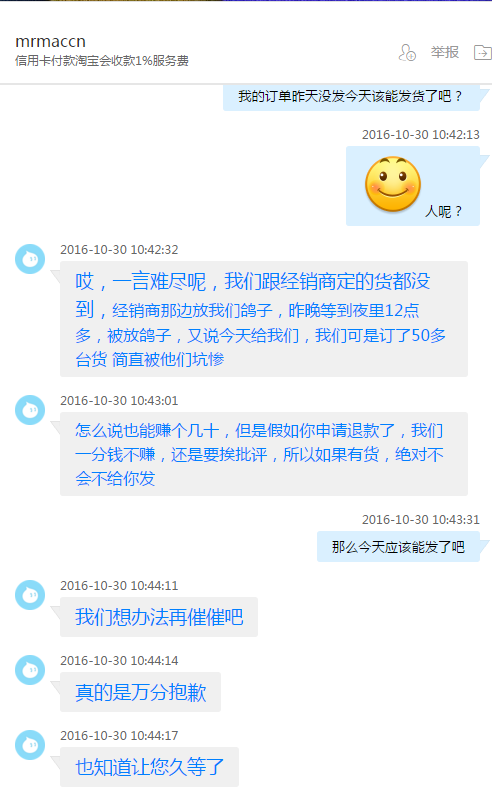 mrmaccn
信用卡付款淘宝会收款1%服务费
举报
我的订单昨天没发今天该能发货了吧？
2016-10-30 10:42:13
人呢？
2016-10-30 10:42:32
哎，一言难尽呢，我们跟经销商定的货都没
到，经销商那边放我们鸽子，昨晚等到夜里12点
多，被放鸽子，又说今天给我们，我们可是订了50多
台货 简直被他们坑惨
2016-10-30 10:43:01
怎么说也能赚个几十，但是假如你申请退款了，我们
一分钱不赚，还是要挨批评，所以如果有货，绝对不
会不给你发
2016-10-30 10:43:31
那么今天应该能发了吧
2016-10-30 10:44:11
我们想办法再催催吧
2016-10-30 10:44:14
真的是万分抱歉
2016-10-30 10:44:17
也知道让您久等了